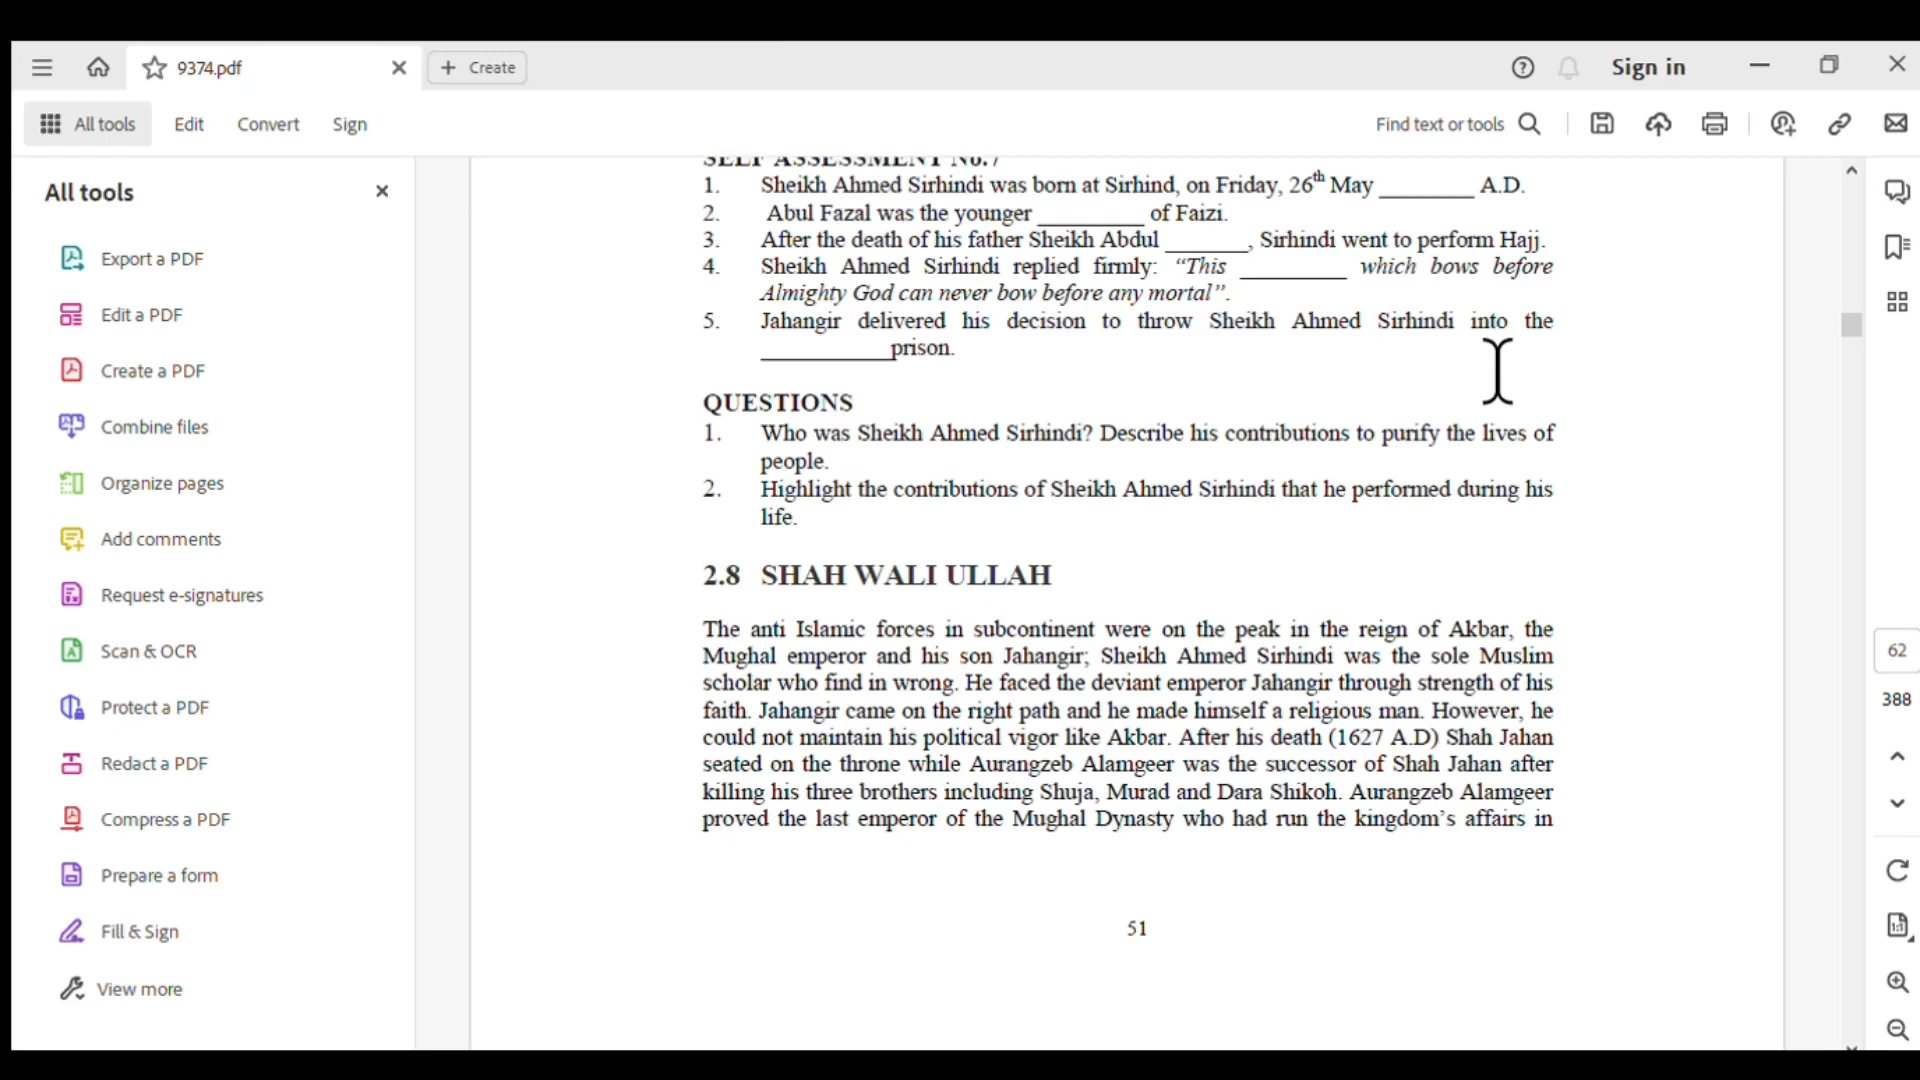 9374.pdf
Create
Sign in
All tools
Edit
Convert
Sign
Find text or tools
All tools
Export a PDF
Edit a PDF
Create a PDF
Combine files
Organize pages
Add comments
Request e-signatures
Scan & OCR
Protect a PDF
Redact a PDF
Compress a PDF
Prepare a form
Fill & Sign
View more
SELF ASSESSMENT No.7
1. Sheikh Ahmed Sirhindi was born at Sirhind, on Friday, 26th May _________ A.D.
2. Abul Fazal was the younger __________ of Faizi.
3. After the death of his father Sheikh Abdul ________, Sirhindi went to perform Hajj.
4. Sheikh Ahmed Sirhindi replied firmly: “This __________ which bows before
Almighty God can never bow before any mortal”.
5. Jahangir delivered his decision to throw Sheikh Ahmed Sirhindi into the
_____________prison.
QUESTIONS
1. Who was Sheikh Ahmed Sirhindi? Describe his contributions to purify the lives of
people.
2. Highlight the contributions of Sheikh Ahmed Sirhindi that he performed during his
life.
2.8 SHAH WALI ULLAH
The anti Islamic forces in subcontinent were on the peak in the reign of Akbar, the
Mughal emperor and his son Jahangir; Sheikh Ahmed Sirhindi was the sole Muslim
scholar who find in wrong. He faced the deviant emperor Jahangir through strength of his
faith. Jahangir came on the right path and he made himself a religious man. However, he
could not maintain his political vigor like Akbar. After his death (1627 A.D) Shah Jahan
seated on the throne while Aurangzeb Alamgeer was the successor of Shah Jahan after
killing his three brothers including Shuja, Murad and Dara Shikoh. Aurangzeb Alamgeer
proved the last emperor of the Mughal Dynasty who had run the kingdom’s affairs in
51
62
388